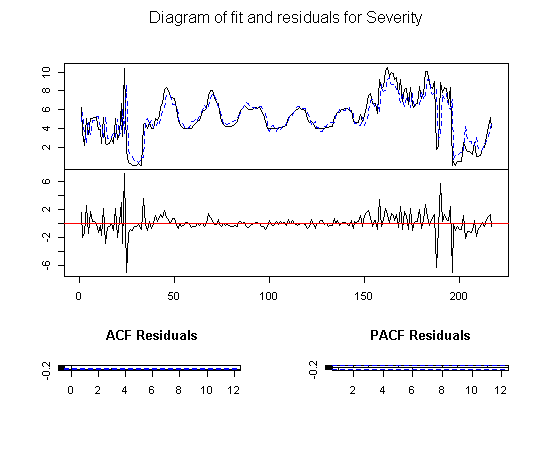 Diagram of fit and residuals for Severity
10
8
6
4
2
6
2
-2
-6
0 50 100 150 200
ACF Residuals
-0.2
0 2 4 6 8 10 12
PACF Residuals
-0.2
2 4 6 8 10 12